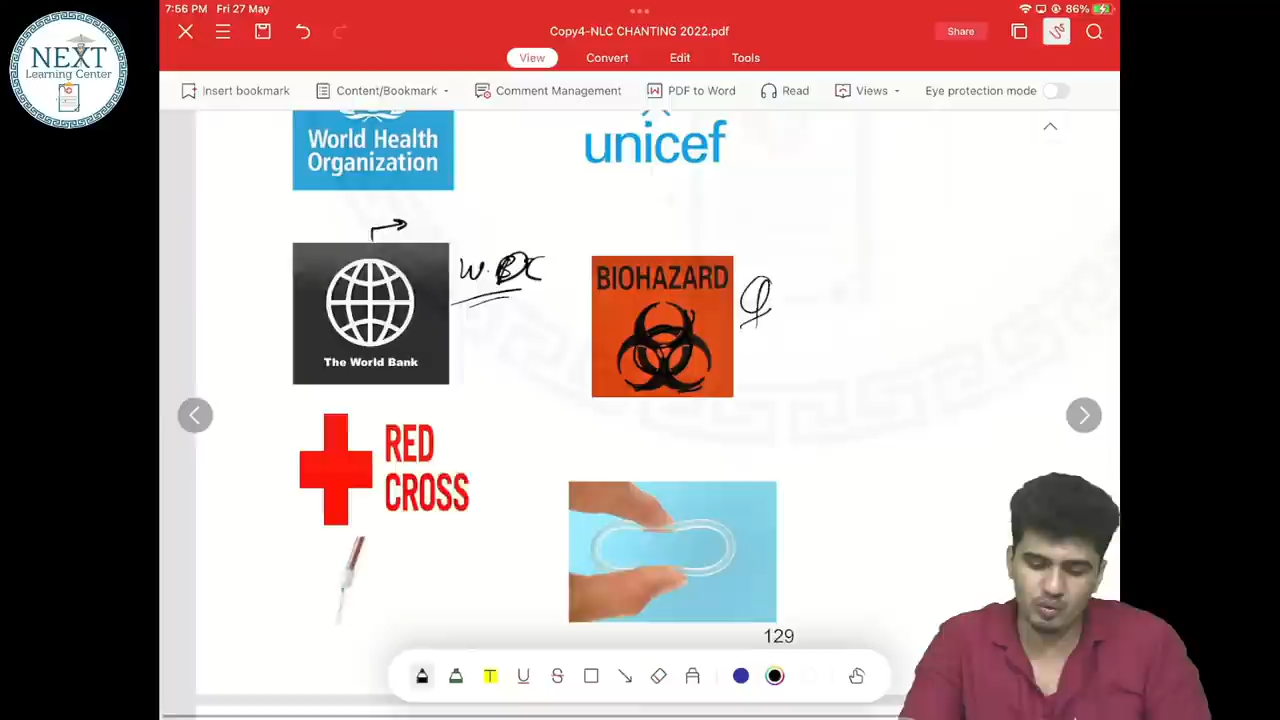 7:56 PM Fri 27 May
86%
NEXT
Learning Center
Copy4-NLC CHANTING 2022.pdf
Share
View
Convert
Edit
Tools
Insert bookmark
Content/Bookmark
Comment Management
PDF to Word
Read
Views
Eye protection mode
World Health
Organization
unicef
The World Bank
BIOHAZARD
RED
CROSS
129
T
U
S